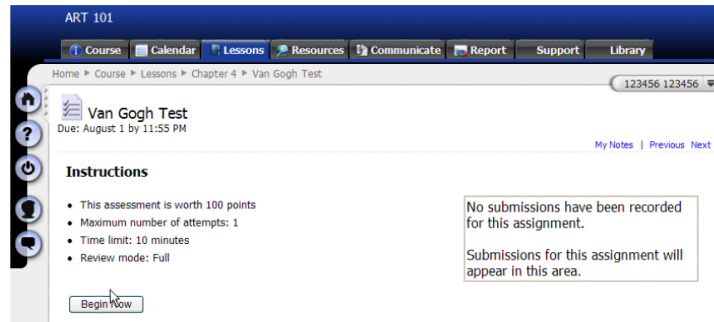 ART 101
Course Calendar Lessons Resources Communicate Report Support Library
Home ▶ Course ▶ Lessons ▶ Chapter 4 ▶ Van Gogh Test
123456 123456
Van Gogh Test
Due: August 1 by 11:55 PM
My Notes | Previous Next
Instructions
• This assessment is worth 100 points
• Maximum number of attempts: 1
• Time limit: 10 minutes
• Review mode: Full
No submissions have been recorded
for this assignment.
Submissions for this assignment will
appear in this area.
Begin Now